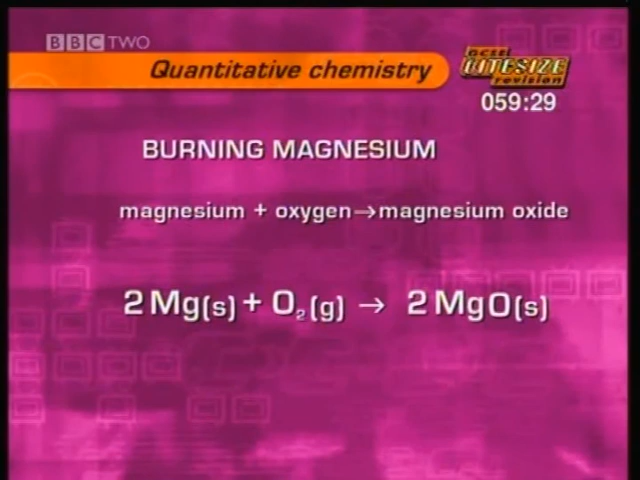 BBC TWO
Quantitative chemistry
GCSE
BITESIZE
revision
059:29
BURNING MAGNESIUM
magnesium + oxygen→magnesium oxide
2 Mg(s) + O₂(g) → 2 MgO(s)